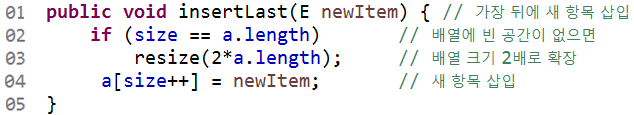 01 public void insertLast(E newItem) { // 가장 뒤에 새 항목 삽입
02     if (size == a.length)         // 배열에 빈 공간이 없으면
03         resize(2*a.length);       // 배열 크기 2배로 확장
04      a[size++] = newItem;         // 새 항목 삽입
05 }